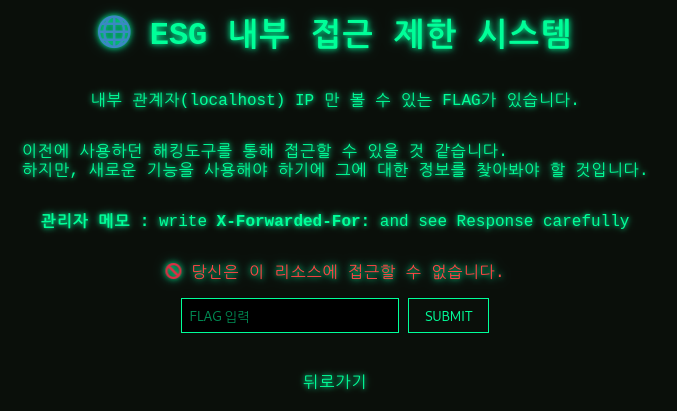 ESG 내부 접근 제한 시스템
내부 관계자(localhost) IP 만 볼 수 있는 FLAG가 있습니다.
이전에 사용하던 해킹도구를 통해 접근할 수 있을 것 같습니다.
하지만, 새로운 기능을 사용해야 하기에 그에 대한 정보를 찾아봐야 할 것입니다.
관리자 메모 : write X-Forwarded-For: and see Response carefully
당신은 이 리소스에 접근할 수 없습니다.
FLAG 입력
SUBMIT
뒤로가기